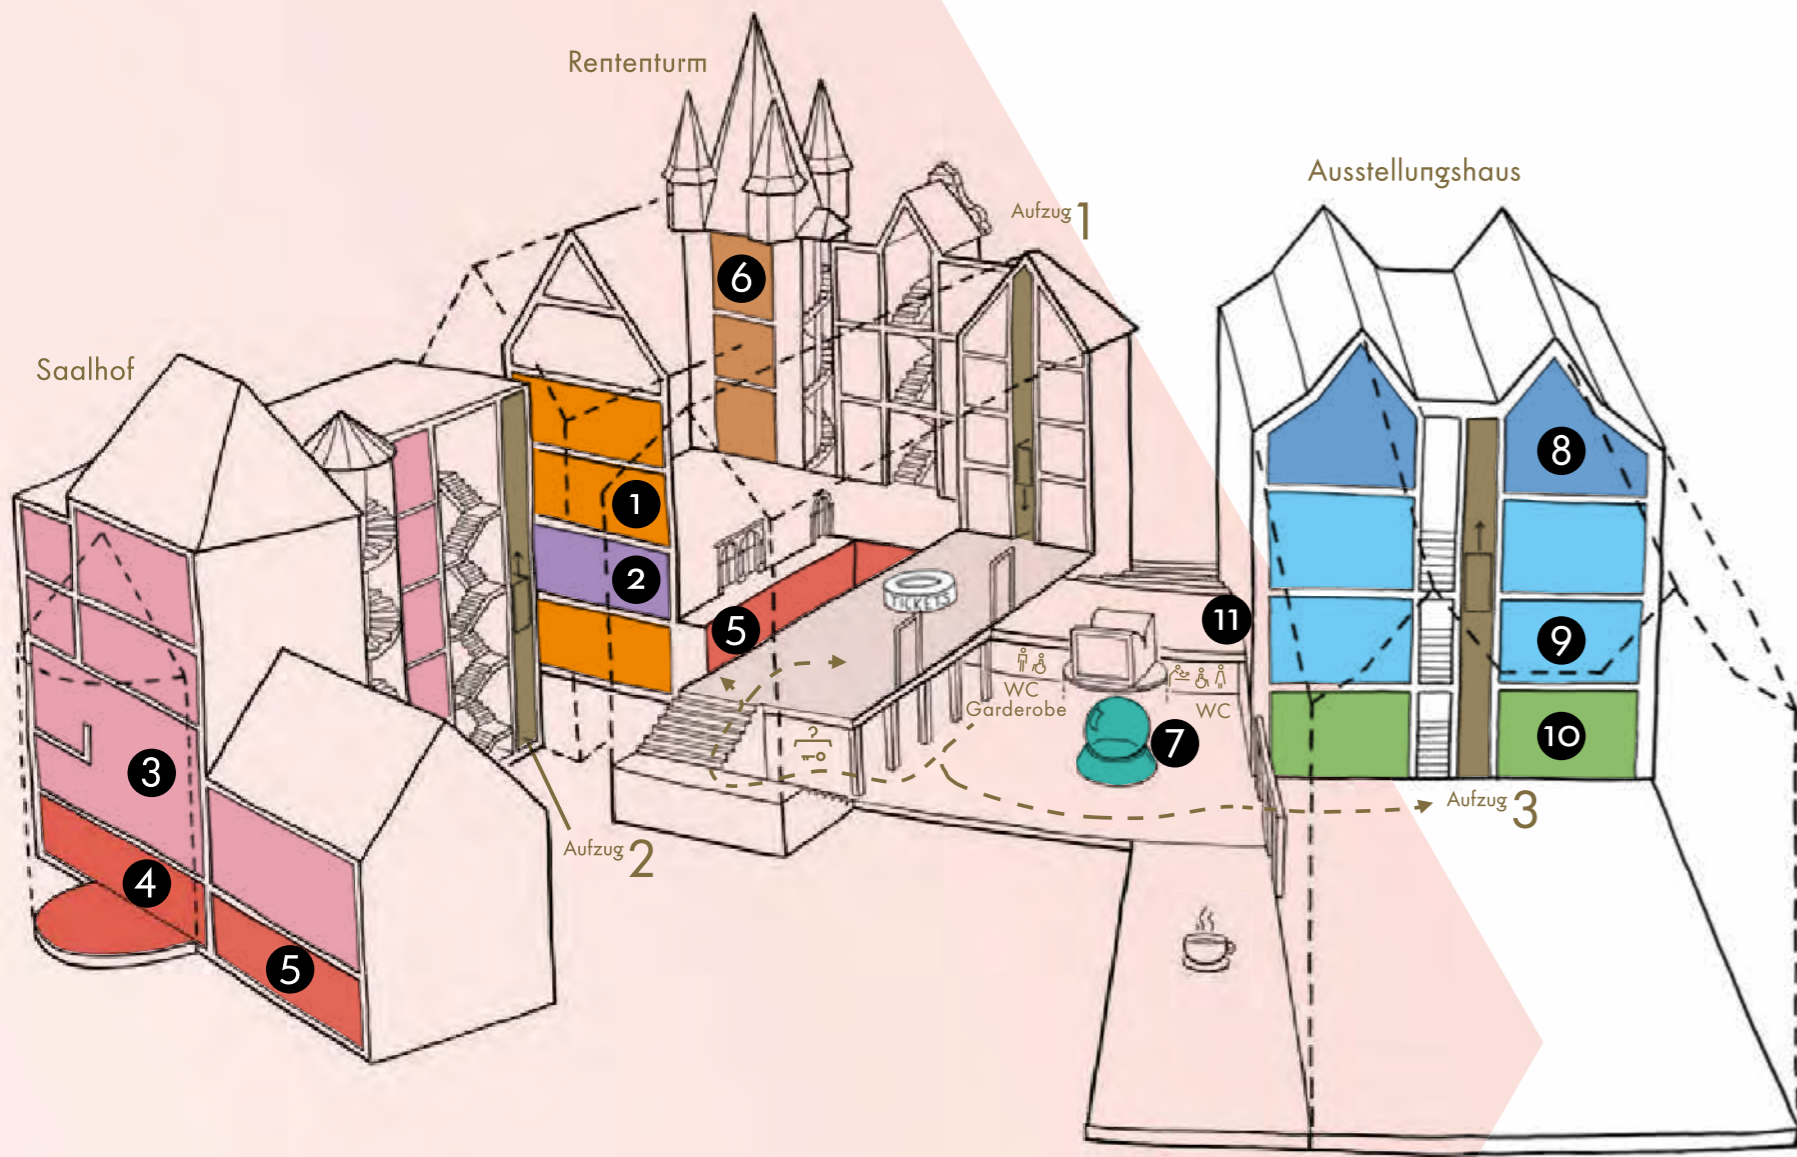 Rententurm
Ausstellungshaus
Aufzug 1
6
Saalhof
8
1
2
TICKETS
5
11
9
WC
Garderobe
WC
?
7
10
3
Aufzug 3
Aufzug 2
4
5